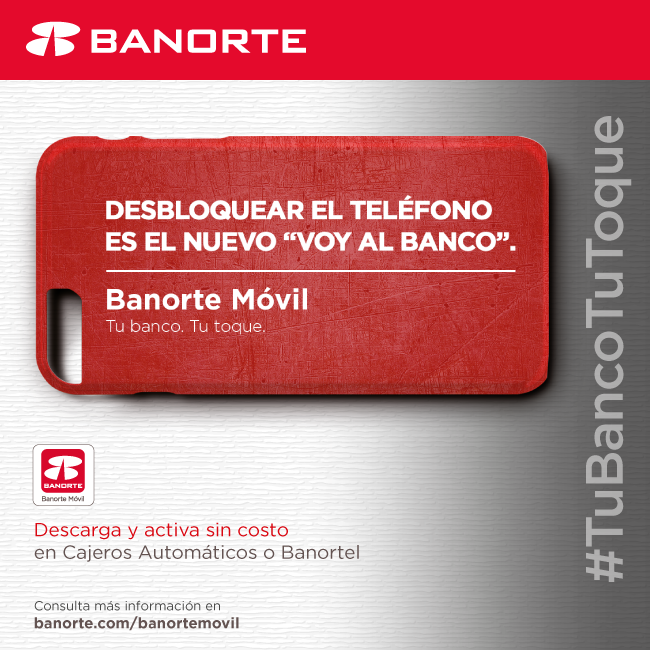 BANORTE
DESBLOQUEAR EL TELÉFONO
ES EL NUEVO “VOY AL BANCO”.
Banorte Móvil
Tu banco. Tu toque.
#TuBancoTuToque
BANORTE
Banorte Móvil
Descarga y activa sin costo
en Cajeros Automáticos o Banortel
Consulta más información en
banorte.com/banortemovil